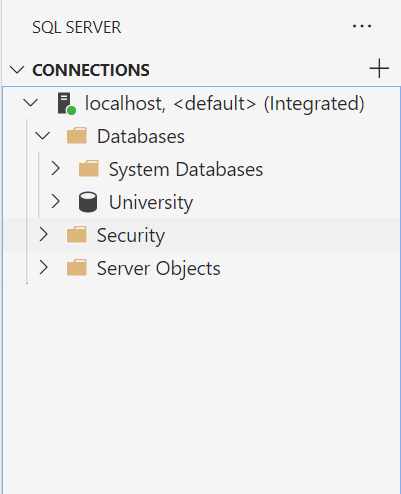 SQL SERVER
CONNECTIONS
localhost, <default> (Integrated)
Databases
System Databases
University
Security
Server Objects